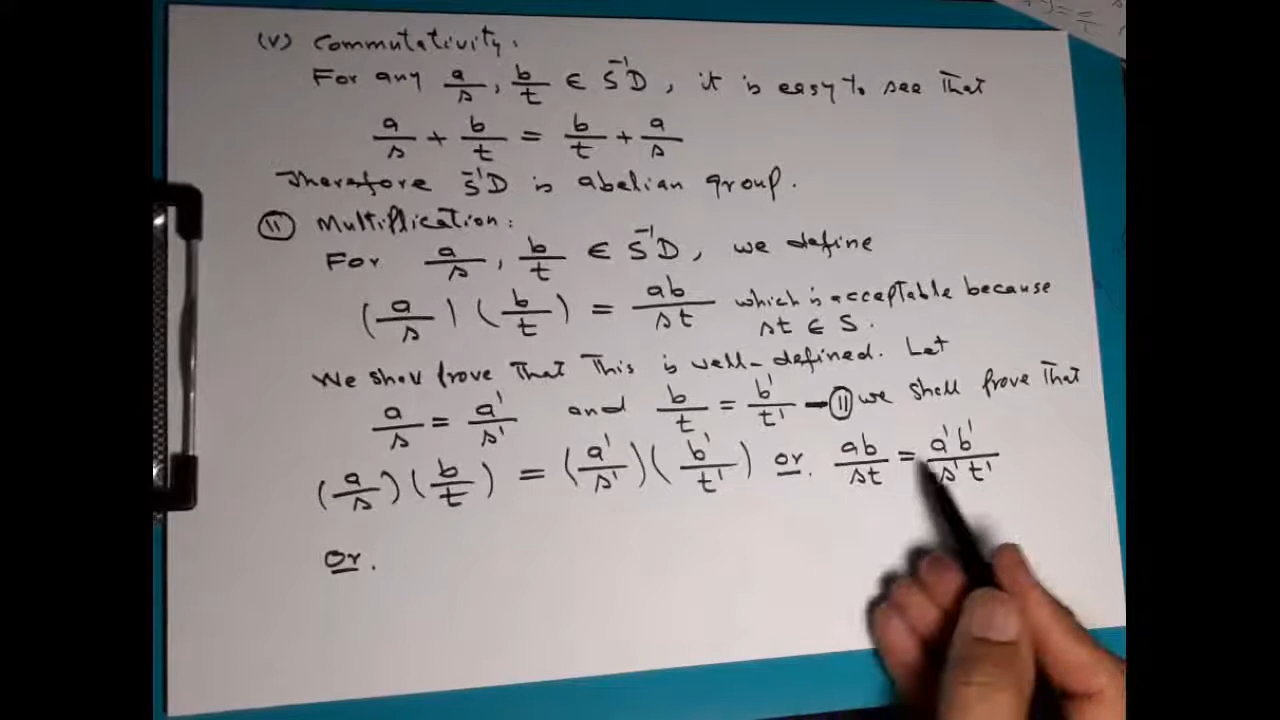 (v) Commutativity:
For any a/s, b/t ∈ S⁻¹D, it is easy to see that
a/s + b/t = b/t + a/s
Therefore S⁻¹D is abelian group.
(II) Multiplication:
For a/s, b/t ∈ S⁻¹D, we define
(a/s)(b/t) = ab/st which is acceptable because
st ∈ S.
We show prove that this is well-defined. Let
a/s = a'/s' and b/t = b'/t' — (II) we shall prove that
(a/s)(b/t) = (a'/s')(b'/t') or. ab/st = a'b'/s't'
or.